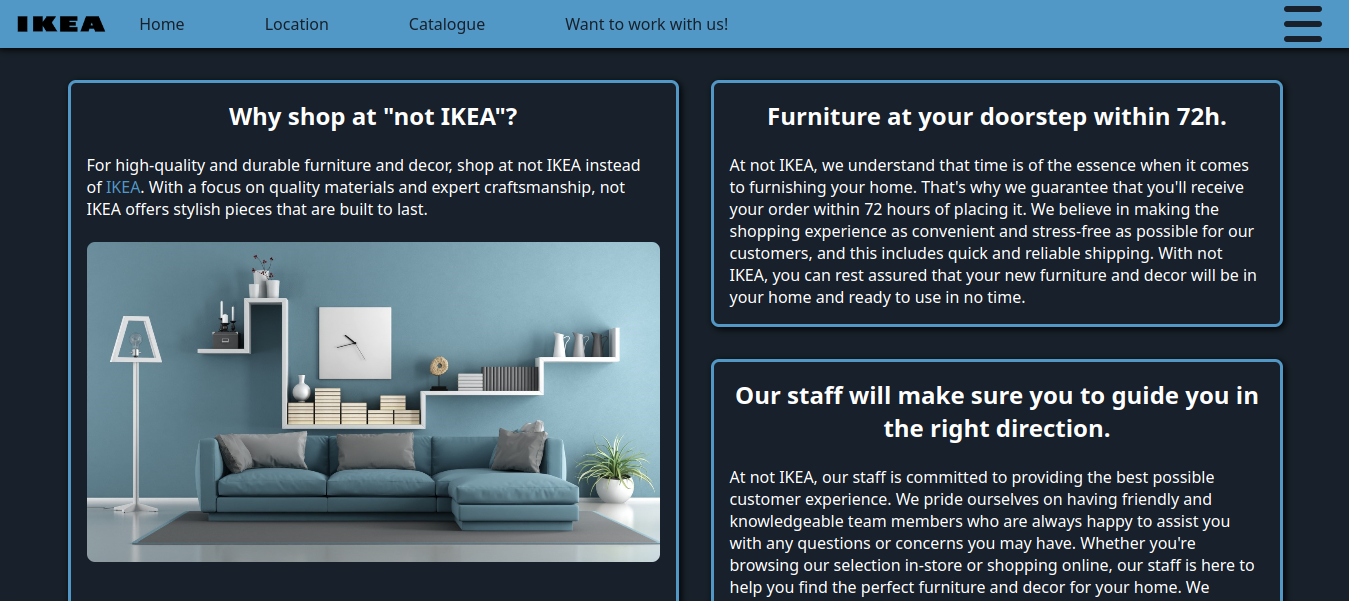 IKEA Home Location Catalogue Want to work with us!
Why shop at "not IKEA"?
For high-quality and durable furniture and decor, shop at not IKEA instead
of IKEA. With a focus on quality materials and expert craftsmanship, not
IKEA offers stylish pieces that are built to last.
Furniture at your doorstep within 72h.
At not IKEA, we understand that time is of the essence when it comes
to furnishing your home. That's why we guarantee that you'll receive
your order within 72 hours of placing it. We believe in making the
shopping experience as convenient and stress-free as possible for our
customers, and this includes quick and reliable shipping. With not
IKEA, you can rest assured that your new furniture and decor will be in
your home and ready to use in no time.
Our staff will make sure you to guide you in
the right direction.
At not IKEA, our staff is committed to providing the best possible
customer experience. We pride ourselves on having friendly and
knowledgeable team members who are always happy to assist you
with any questions or concerns you may have. Whether you're
browsing our selection in-store or shopping online, our staff is here to
help you find the perfect furniture and decor for your home. We